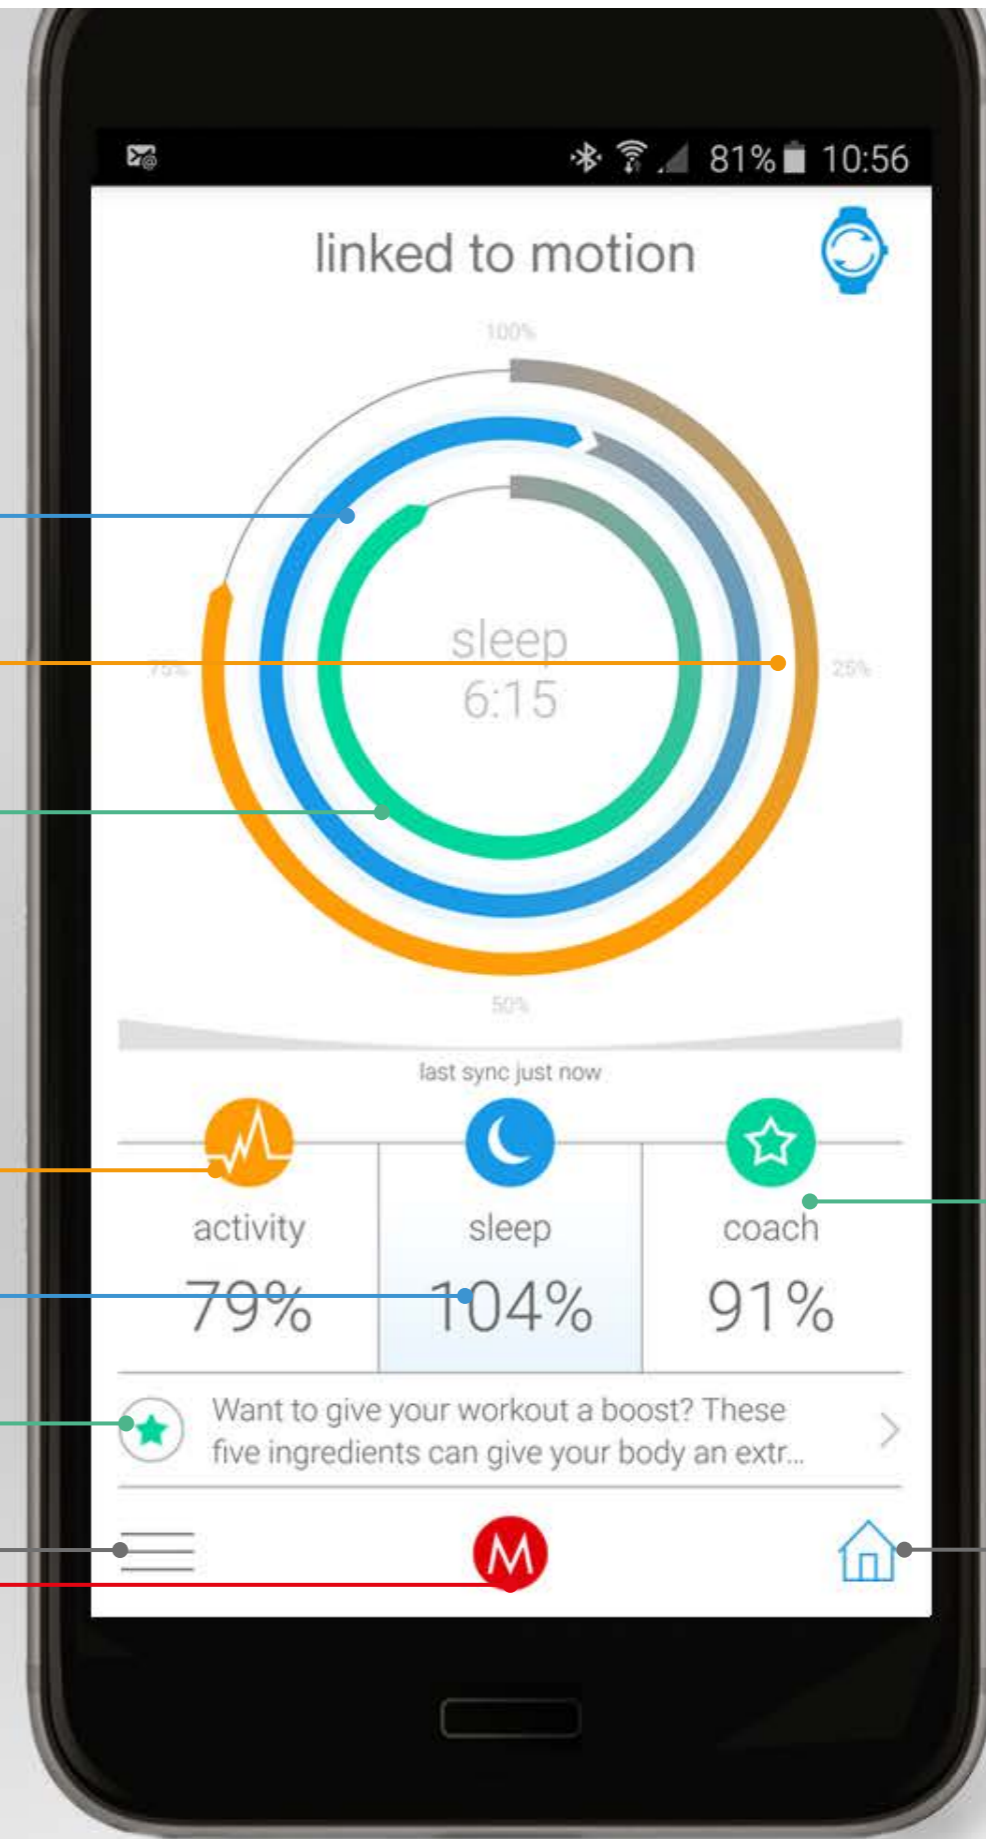 81% 10:56
linked to motion
100%
sleep
6:15
75%
25%
50%
last sync just now
activity
sleep
coach
79%
104%
91%
Want to give your workout a boost? These
five ingredients can give your body an extr...
M